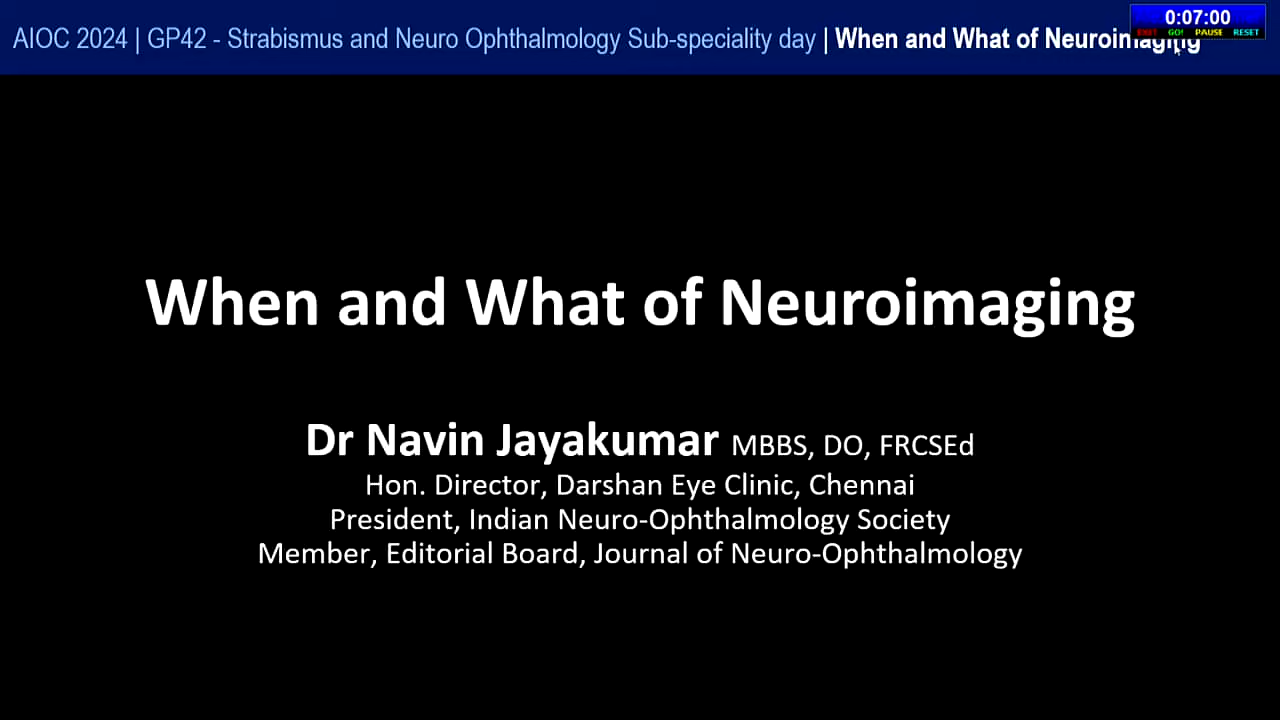 AIOC 2024 | GP42 - Strabismus and Neuro Ophthalmology Sub-speciality day | When and What of Neuroimaging
0:07:00
EXIT GO! PAUSE RESET
When and What of Neuroimaging
Dr Navin Jayakumar MBBS, DO, FRCSEd
Hon. Director, Darshan Eye Clinic, Chennai
President, Indian Neuro-Ophthalmology Society
Member, Editorial Board, Journal of Neuro-Ophthalmology